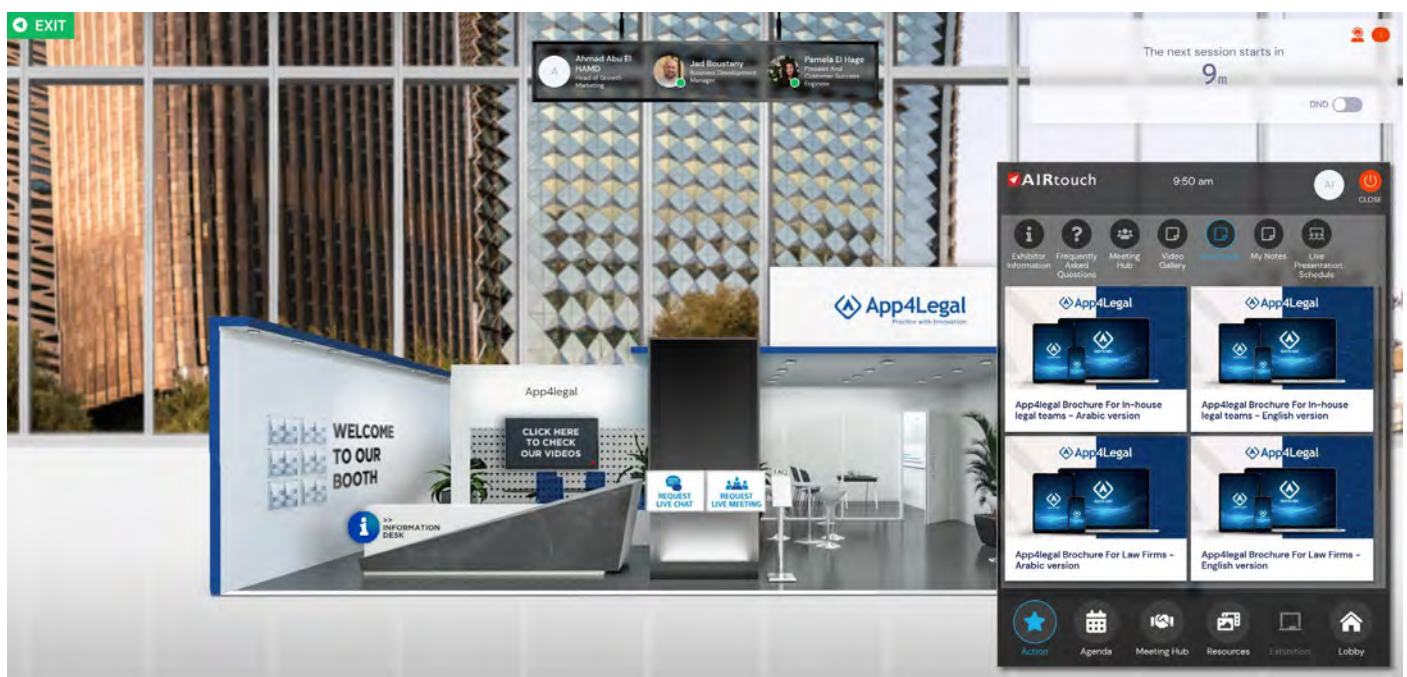 EXIT
A
Ahmad Abu El
HAMD
Head of Growth
Marketing
Jad Boustany
Business Development
Manager
Pamela El Hage
Presales And
Customer Success
Engineer
The next session starts in
9m
DND
AIRtouch
9:50 am
AI
CLOSE
Exhibitor
Information
Frequently
Asked
Questions
Meeting
Hub
Video
Gallery
My Notes
Live
Presentation
Schedule
App4Legal
App4legal Brochure For In-house
legal teams - Arabic version
App4Legal
App4legal Brochure For In-house
legal teams - English version
App4Legal
App4legal Brochure For Law Firms -
Arabic version
App4Legal
App4legal Brochure For Law Firms -
English version
Action
Agenda
Meeting Hub
Resources
Exhibition
Lobby
App4Legal
Practice with Innovation
App4legal
CLICK HERE
TO CHECK
OUR VIDEOS
WELCOME
TO OUR
BOOTH
>>
INFORMATION
DESK
REQUEST
LIVE CHAT
REQUEST
LIVE MEETING
FAQ